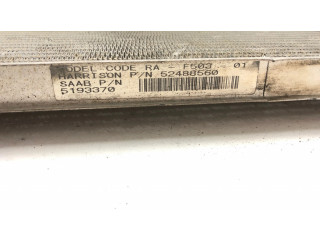 MODEL CODE RA - F503 - 01
HARRISON P/N 52488560
SAAB P/N
5193370